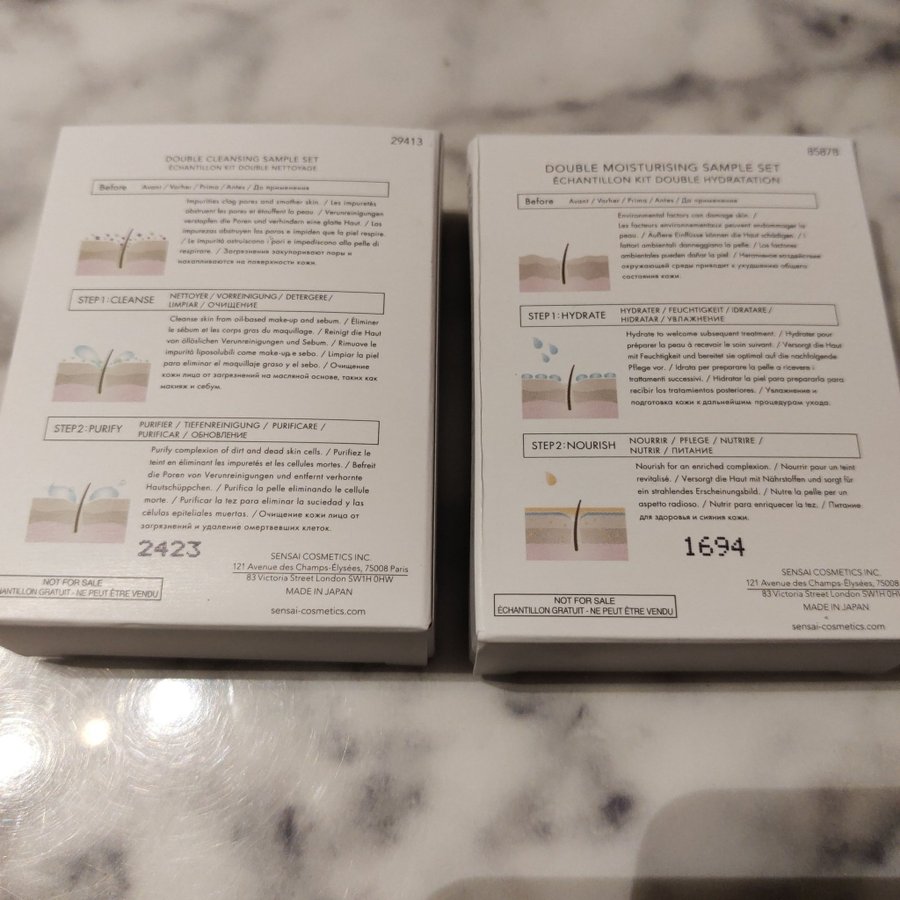 29413
DOUBLE CLEANSING SAMPLE SET
ÉCHANTILLON KIT DOUBLE NETTOYAGE
Before Avant / Vorher / Prima / Antes / До применения
Impurities clog pores and smother skin. / Les impuretés
obstruent les pores et étouffent la peau. / Verunreinigungen
verstopfen die Poren und verhindern eine glatte Haut. / Las
impurezas obstruyen los poros e impiden que la piel respire.
/ Le impurità ostruiscono i pori e impediscono alla pelle di
respirare. / Загрязнения закупоривают поры и
накапливаются на поверхности кожи.
STEP1:CLEANSE NETTOYER / VORREINIGUNG / DETERGERE/
LIMPIAR / ОЧИЩЕНИЕ
Cleanse skin from oil-based make-up and sebum. / Éliminer
le sébum et les corps gras du maquillage. / Reinigt die Haut
von öllöslichen Verunreinigungen und Sebum. / Rimuove le
impurità liposolubili come make-up e sebo. / Limpiar la piel
para eliminar el maquillaje graso y el sebo. / Очищение
кожи лица от загрязнений на масляной основе, таких как
макияж и себум.
STEP2:PURIFY PURIFIER / TIEFENREINIGUNG / PURIFICARE /
PURIFICAR / ОБНОВЛЕНИЕ
Purify complexion of dirt and dead skin cells. / Purifiez le
teint en éliminant les impuretés et les cellules mortes. / Befreit
die Poren von Verunreinigungen und entfernt verhornte
Hautschüppchen. / Purifica la pelle eliminando le cellule
morte. / Purificar la tez para eliminar la suciedad y las
células epiteliales muertas. / Очищение кожи лица от
загрязнений и удаление омертвевших клеток.
2423
SENSAI COSMETICS INC.
121 Avenue des Champs-Élysées, 75008 Paris
83 Victoria Street London SW1H 0HW
MADE IN JAPAN
sensai-cosmetics.com
NOT FOR SALE
HANTILLON GRATUIT - NE PEUT ÊTRE VENDU
85878
DOUBLE MOISTURISING SAMPLE SET
ÉCHANTILLON KIT DOUBLE HYDRATATION
Before Avant / Vorher / Prima / Antes / До применения
Environmental factors can damage skin. /
Les facteurs environnementaux peuvent endommager la
peau. / Äußere Einflüsse können die Haut schädigen. / I
fattori ambientali danneggiano la pelle. / Los factores
ambientales pueden dañar la piel. / Негативное воздействие
окружающей среды приводит к ухудшению общего
состояния кожи.
STEP1:HYDRATE HYDRATER / FEUCHTIGKEIT / IDRATARE /
HIDRATAR / УВЛАЖНЕНИЕ
Hydrate to welcome subsequent treatment. / Hydrater pour
préparer la peau à recevoir le soin suivant. / Versorgt die Haut
mit Feuchtigkeit und bereitet sie optimal auf die nachfolgende
Pflege vor. / Idrata per preparare la pelle a ricevere i
trattamenti successivi. / Hidratar la piel para prepararla para
recibir los tratamientos posteriores. / Увлажнение и
подготовка кожи к дальнейшим процедурам ухода.
STEP2:NOURISH NOURRIR / PFLEGE / NUTRIRE /
NUTRIR / ПИТАНИЕ
Nourish for an enriched complexion. / Nourrir pour un teint
revitalisé. / Versorgt die Haut mit Nährstoffen und sorgt für
ein strahlendes Erscheinungsbild. / Nutre la pelle per un
aspetto radioso. / Nutrir para enriquecer la tez. / Питание
для здоровья и сияния кожи.
1694
SENSAI COSMETICS INC.
121 Avenue des Champs-Élysées, 75008
83 Victoria Street London SW1H 0HW
MADE IN JAPAN
sensai-cosmetics.com
NOT FOR SALE
ÉCHANTILLON GRATUIT - NE PEUT ÊTRE VENDU